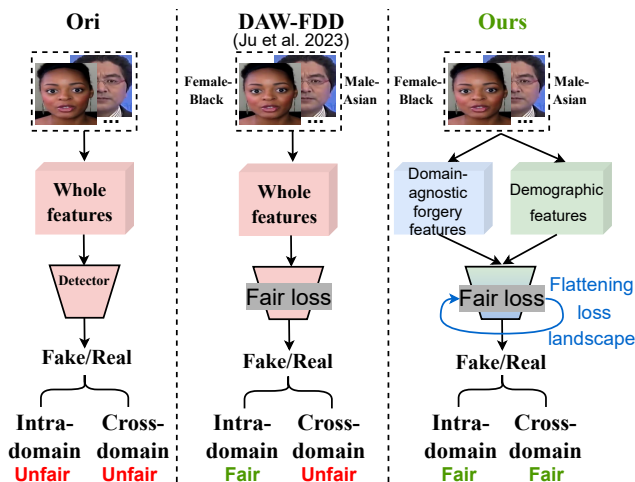 Ori
...
Whole
features
Detector
Fake/Real
Intra-
domain
Unfair
Cross-
domain
Unfair
DAW-FDD
(Ju et al. 2023)
Female-
Black
...
Male-
Asian
Whole
features
Fair loss
Fake/Real
Intra-
domain
Fair
Cross-
domain
Unfair
Ours
Female-
Black
...
Male-
Asian
Domain-
agnostic
forgery
features
Demographic
features
Fair loss
Flattening
loss
landscape
Fake/Real
Intra-
domain
Fair
Cross-
domain
Fair